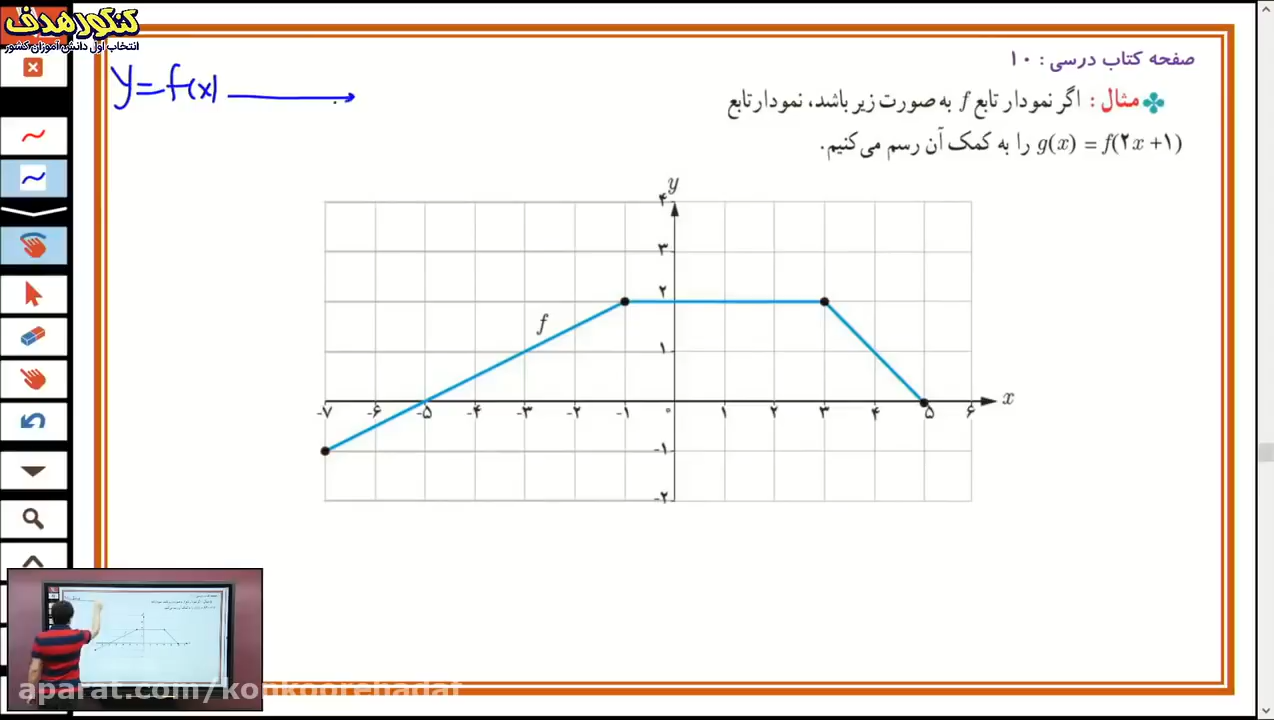 کنکور هدف
انتخاب اول دانش آموزان کشور
صفحه کتاب درسی : ۱۰
y=f(x)
مثال : اگر نمودار تابع f به صورت زیر باشد، نمودار تابع
g(x) = f(۲x +۱) را به کمک آن رسم می‌کنیم.
y
۴
۳
۲
f
۱
-۷ -۶ -۵ -۴ -۳ -۲ -۱ ۰ ۱ ۲ ۳ ۴ ۵ ۶ x
-۱
-۲
aparat.com/konkoorehadaf